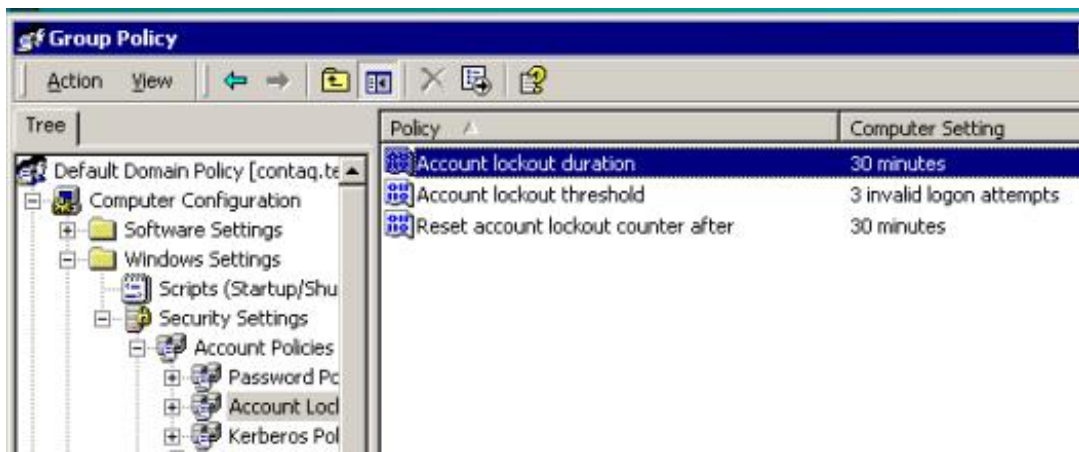 Group Policy
Action View
Tree
Policy Computer Setting
Default Domain Policy [contaq.te
Computer Configuration
Software Settings
Windows Settings
Scripts (Startup/Shu
Security Settings
Account Policies
Password Po
Account Lock
Kerberos Pol
Account lockout duration 30 minutes
Account lockout threshold 3 invalid logon attempts
Reset account lockout counter after 30 minutes